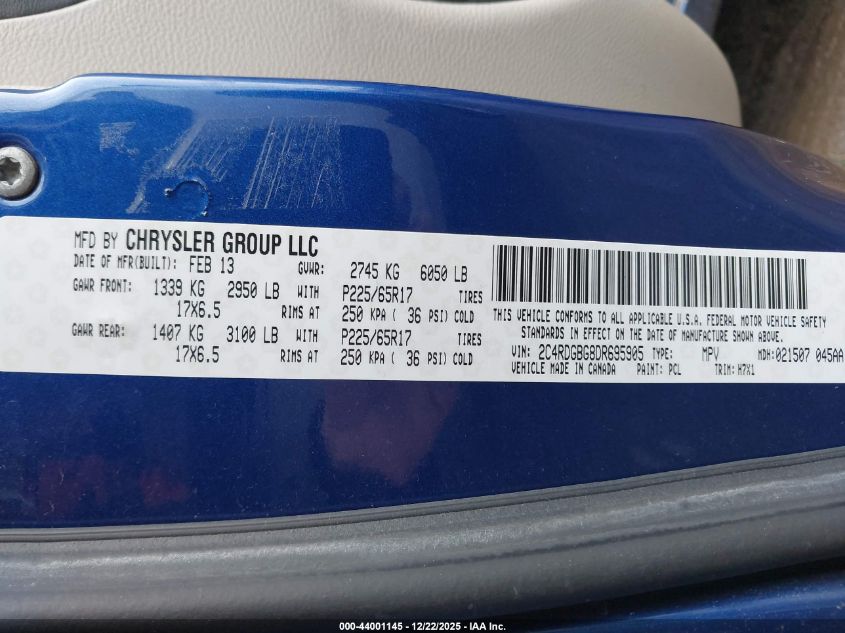 MFD BY CHRYSLER GROUP LLC
DATE OF MFR(BUILT): FEB 13 GVWR: 2745 KG 6050 LB
GAWR FRONT: 1339 KG 2950 LB WITH P225/65R17 TIRES
17X6.5 RIMS AT 250 KPA ( 36 PSI) COLD
GAWR REAR: 1407 KG 3100 LB WITH P225/65R17 TIRES
17X6.5 RIMS AT 250 KPA ( 36 PSI) COLD
THIS VEHICLE CONFORMS TO ALL APPLICABLE U.S.A. FEDERAL MOTOR VEHICLE SAFETY
STANDARDS IN EFFECT ON THE DATE OF MANUFACTURE SHOWN ABOVE.
VIN: 2C4RDGBG8DR695905 TYPE: MPV MDH:021507 045AA
VEHICLE MADE IN CANADA PAINT: PCL TRIM: H7X1
000-44001145 - 12/22/2025 - IAA Inc.